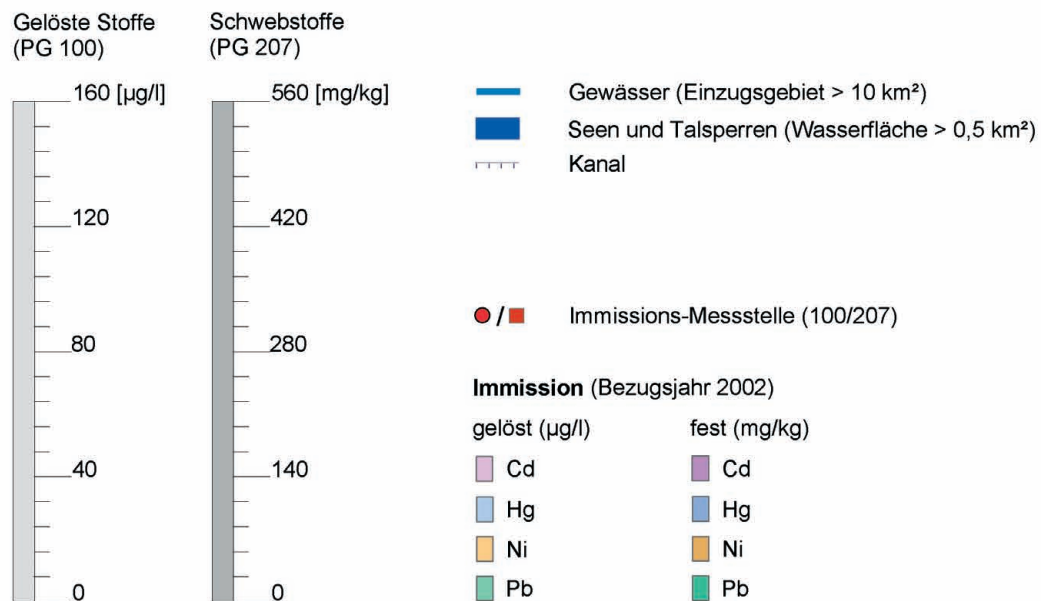 Gelöste Stoffe
(PG 100)
160 [µg/l]
120
80
40
0
Schwebstoffe
(PG 207)
560 [mg/kg]
420
280
140
0
Gewässer (Einzugsgebiet > 10 km²)
Seen und Talsperren (Wasserfläche > 0,5 km²)
Kanal
/ Immissions-Messstelle (100/207)
Immission (Bezugsjahr 2002)
gelöst (µg/l)
Cd
Hg
Ni
Pb
fest (mg/kg)
Cd
Hg
Ni
Pb